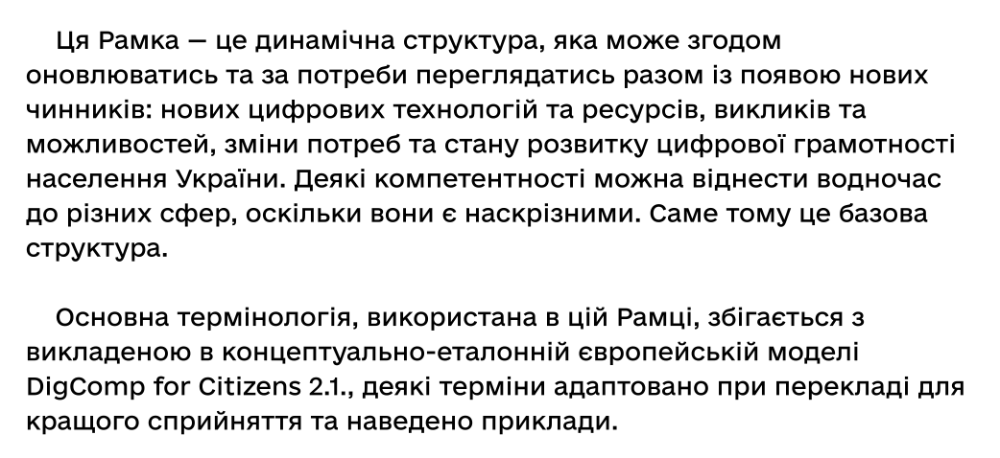 Ця Рамка — це динамічна структура, яка може згодом
оновлюватись та за потреби переглядатись разом із появою нових
чинників: нових цифрових технологій та ресурсів, викликів та
можливостей, зміни потреб та стану розвитку цифрової грамотності
населення України. Деякі компетентності можна віднести водночас
до різних сфер, оскільки вони є наскрізними. Саме тому це базова
структура.
Основна термінологія, використана в цій Рамці, збігається з
викладеною в концептуально-еталонній європейській моделі
DigComp for Citizens 2.1., деякі терміни адаптовано при перекладі для
кращого сприйняття та наведено приклади.